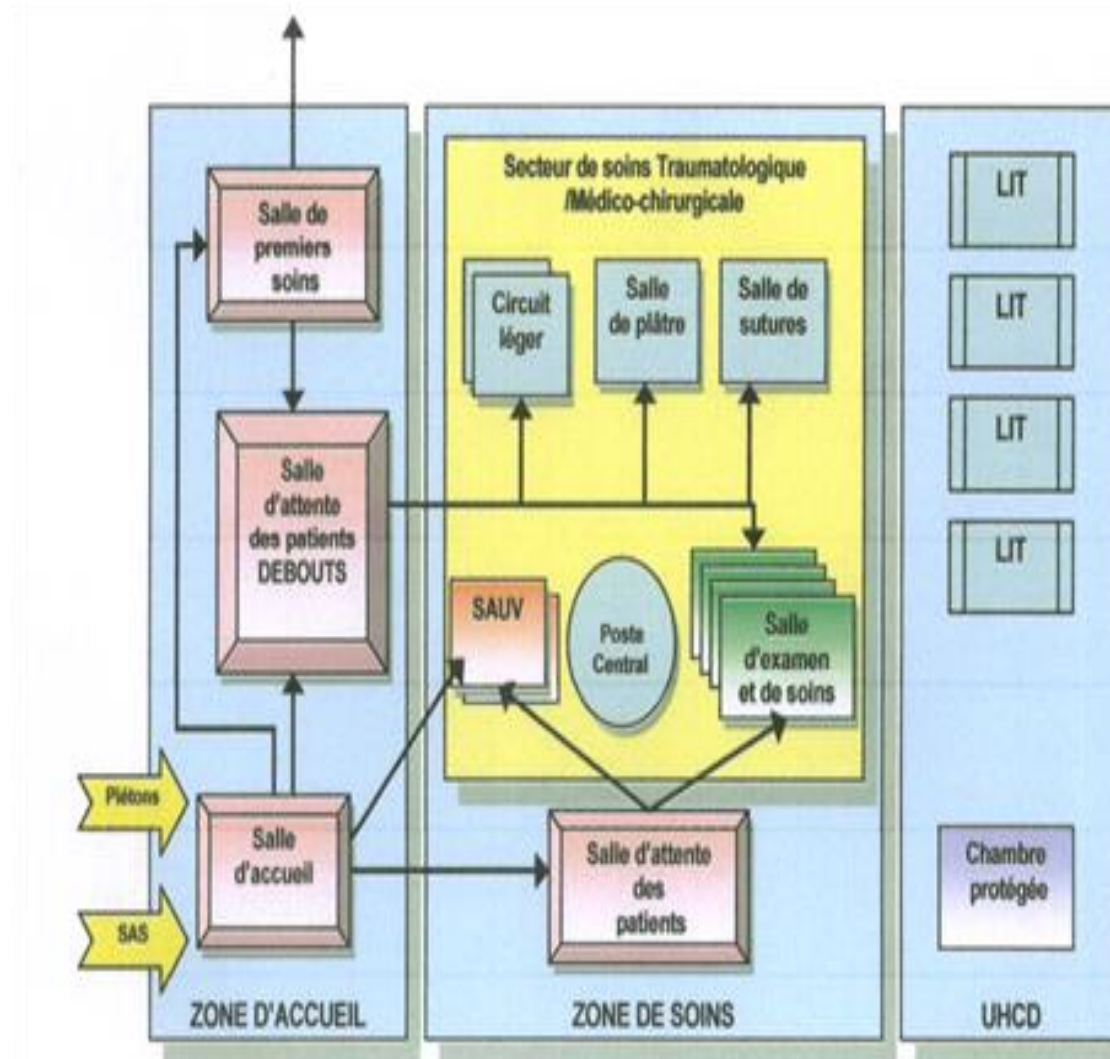 Salle de
premiers
soins
Salle
d'attente
des patients
DEBOUTS
Piétons
Salle
d'accueil
SAS
ZONE D'ACCUEIL
Secteur de soins Traumatologique
/Médico-chirurgicale
Circuit
léger
Salle
de plâtre
Salle de
sutures
SAUV
Poste
Central
Salle
d'examen
et de soins
Salle d'attente
des
patients
ZONE DE SOINS
LIT
LIT
LIT
LIT
Chambre
protégée
UHCD